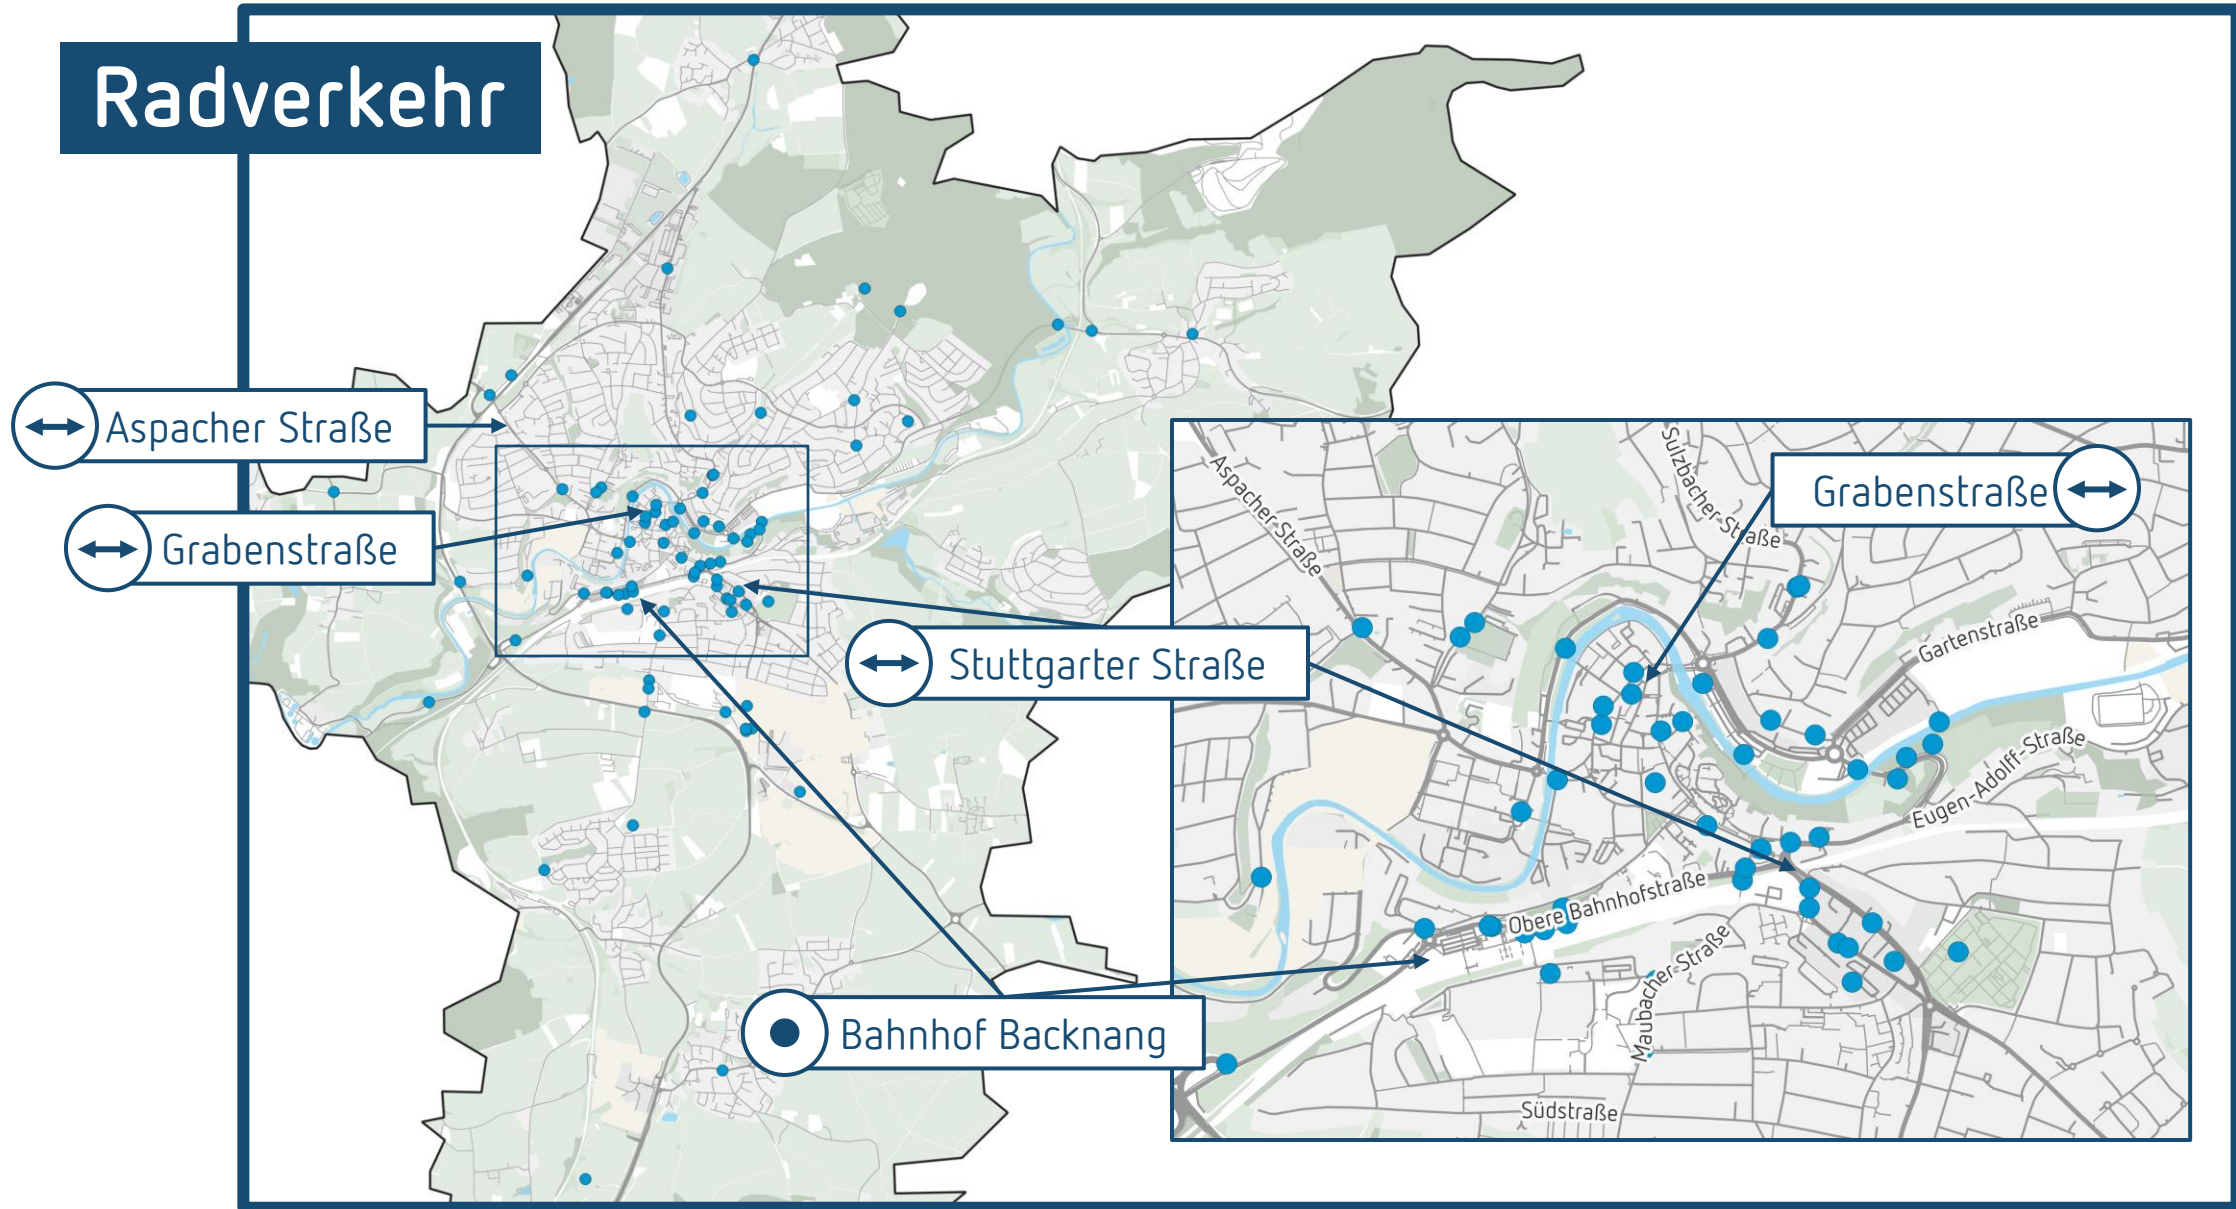 Radverkehr
Aspacher Straße
Grabenstraße
Stuttgarter Straße
Bahnhof Backnang
Grabenstraße
Aspacher-Straße
Sulzbacher-Straße
Gartenstraße
Eugen-Adolff-Straße
Obere Bahnhofstraße
Maubacher-Straße
Südstraße